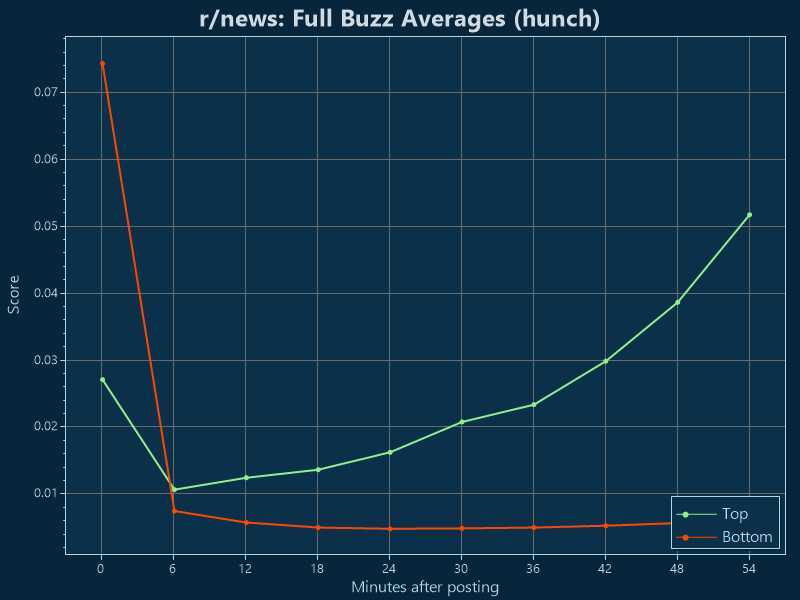 r/news: Full Buzz Averages (hunch)
0.07
0.06
0.05
0.04
0.03
0.02
0.01
Score
0 6 12 18 24 30 36 42 48 54
Minutes after posting
Top
Bottom